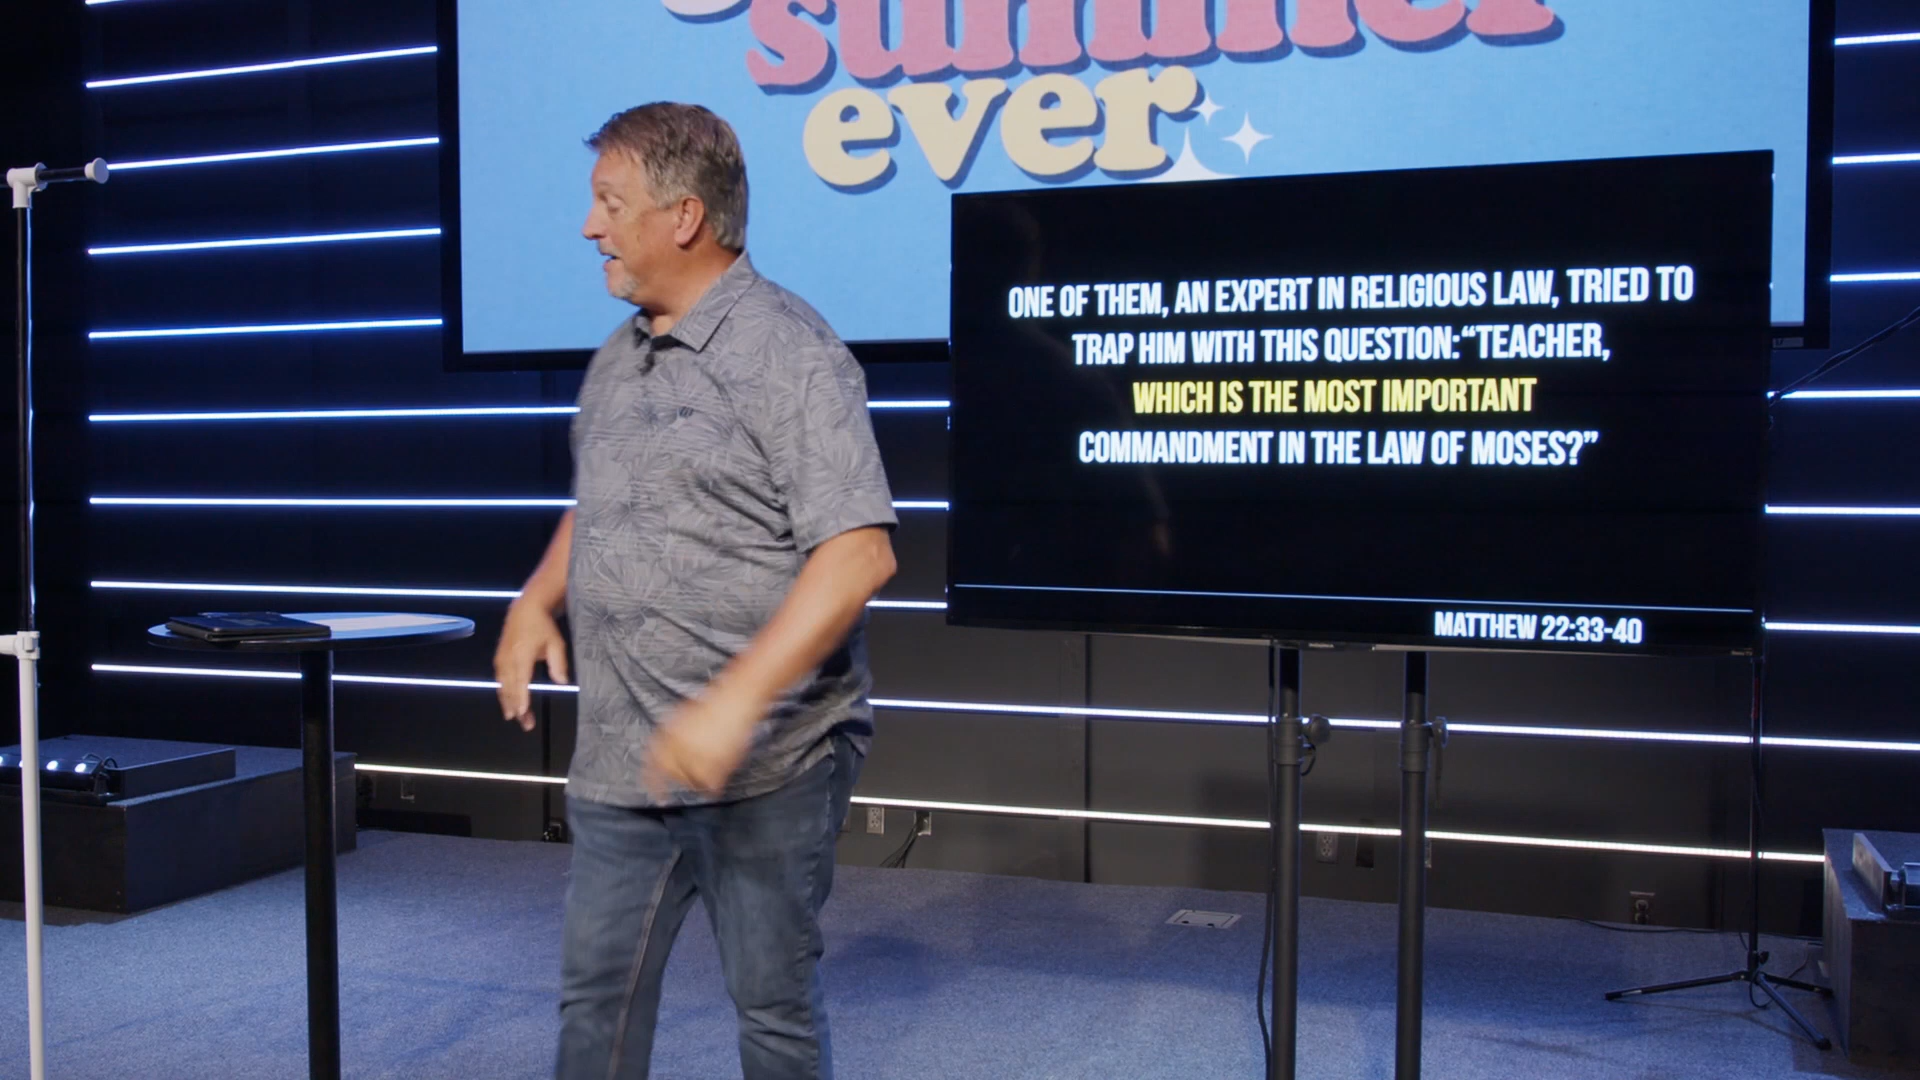 summer
ever
ONE OF THEM, AN EXPERT IN RELIGIOUS LAW, TRIED TO
TRAP HIM WITH THIS QUESTION: “TEACHER,
WHICH IS THE MOST IMPORTANT
COMMANDMENT IN THE LAW OF MOSES?”
MATTHEW 22:33-40